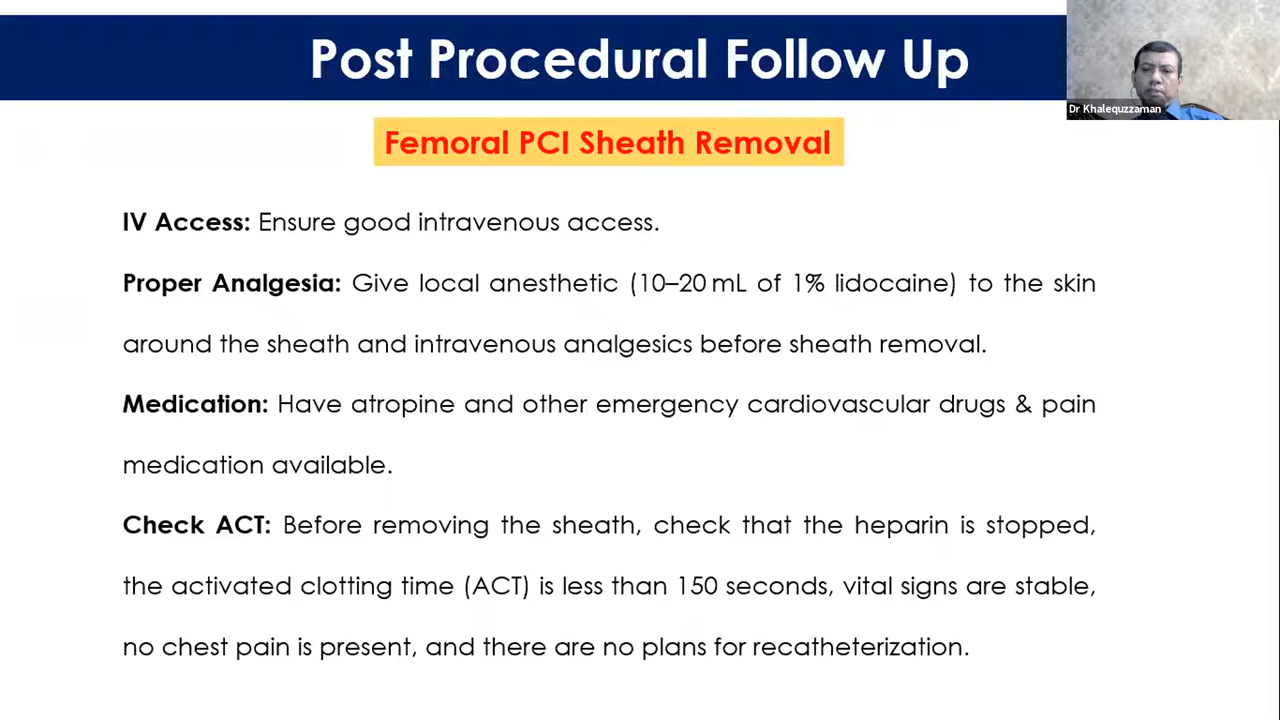 Post Procedural Follow Up
Dr Khalequzzaman
Femoral PCI Sheath Removal
IV Access: Ensure good intravenous access.
Proper Analgesia: Give local anesthetic (10–20 mL of 1% lidocaine) to the skin
around the sheath and intravenous analgesics before sheath removal.
Medication: Have atropine and other emergency cardiovascular drugs & pain
medication available.
Check ACT: Before removing the sheath, check that the heparin is stopped,
the activated clotting time (ACT) is less than 150 seconds, vital signs are stable,
no chest pain is present, and there are no plans for recatheterization.